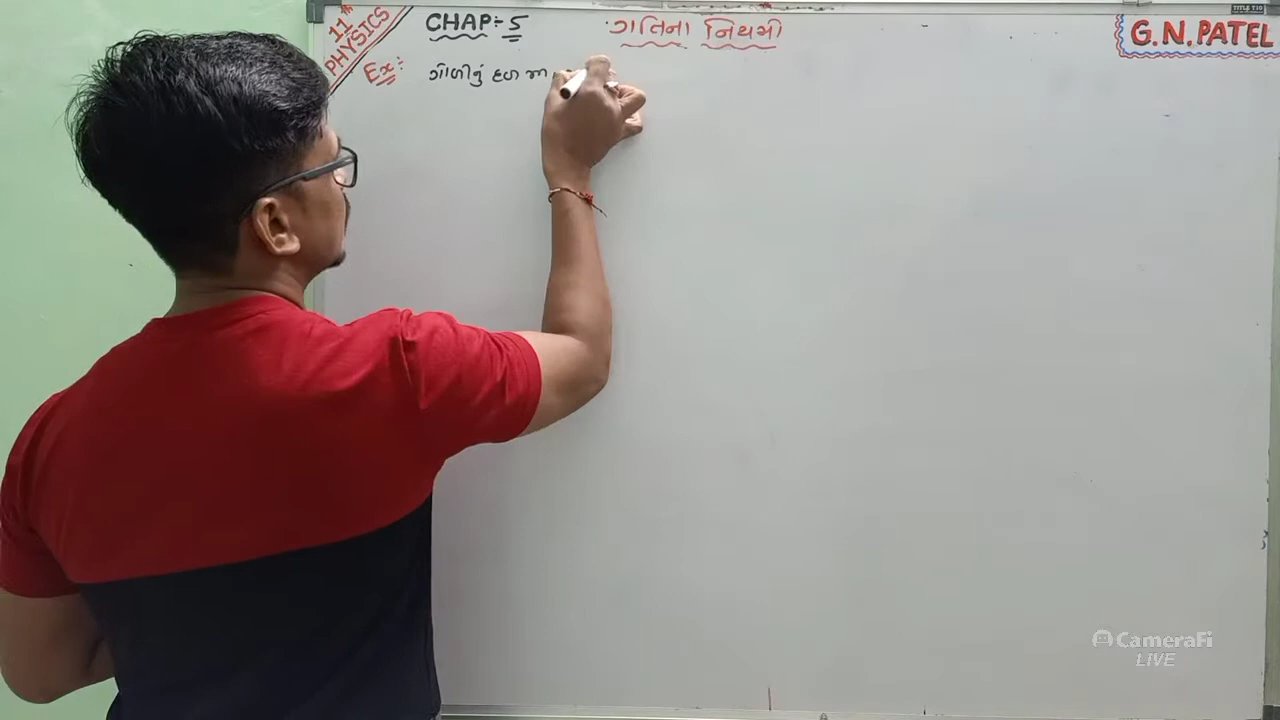 11th PHYSICS
CHAP:- 5
ગતિના નિયમો
G.N.PATEL
Ex:-
ગોળીનું દળ m
CameraFi
LiVE